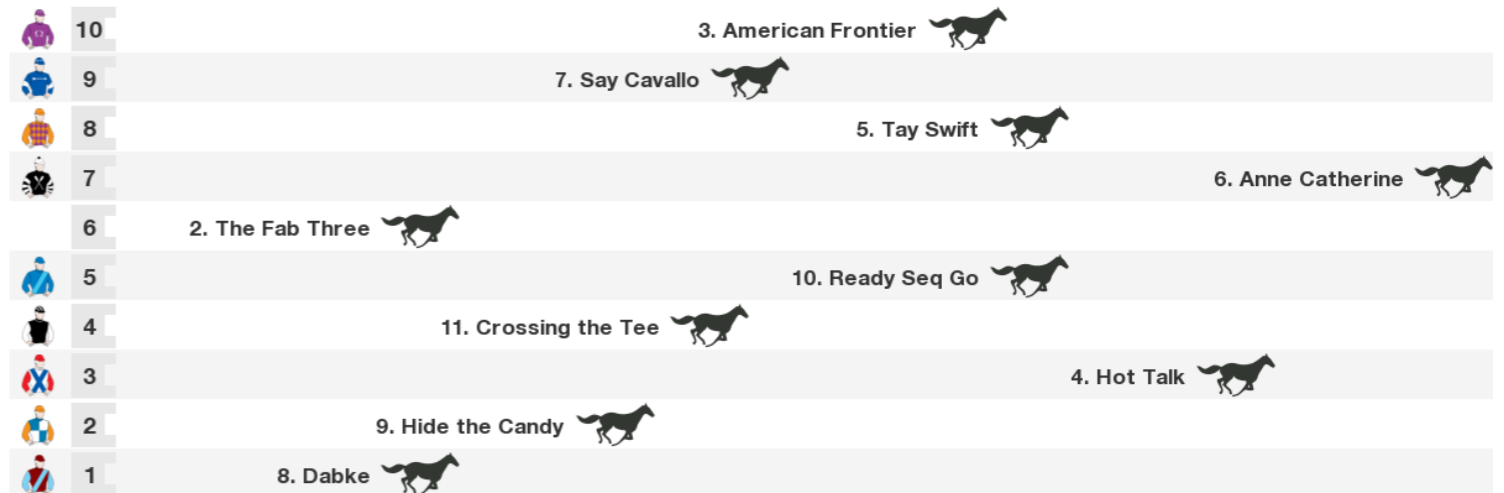 10 3. American Frontier
9 7. Say Cavallo
8 5. Tay Swift
7 6. Anne Catherine
6 2. The Fab Three
5 10. Ready Seq Go
4 11. Crossing the Tee
3 4. Hot Talk
2 9. Hide the Candy
1 8. Dabke